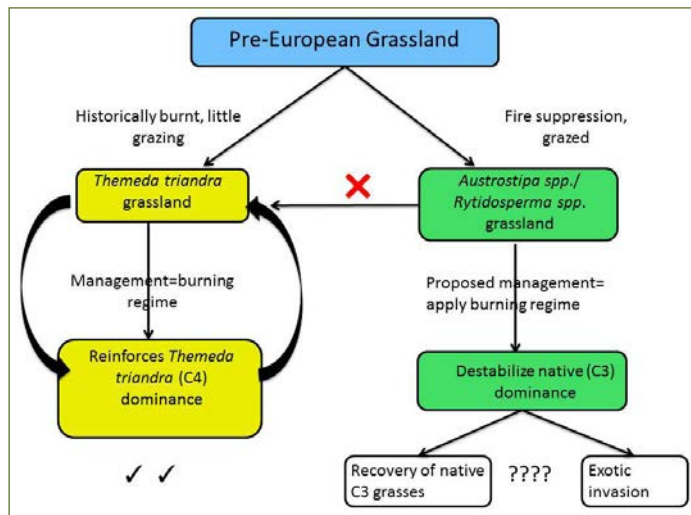 Pre-European Grassland
Historically burnt, little
grazing
Fire suppression,
grazed
Themeda triandra
grassland
Austrostipa spp./
Rytidosperma spp.
grassland
Management=burning
regime
Proposed management=
apply burning regime
Reinforces Themeda
triandra (C4)
dominance
Destabilize native (C3)
dominance
✓ ✓
Recovery of native
C3 grasses
????
Exotic
invasion